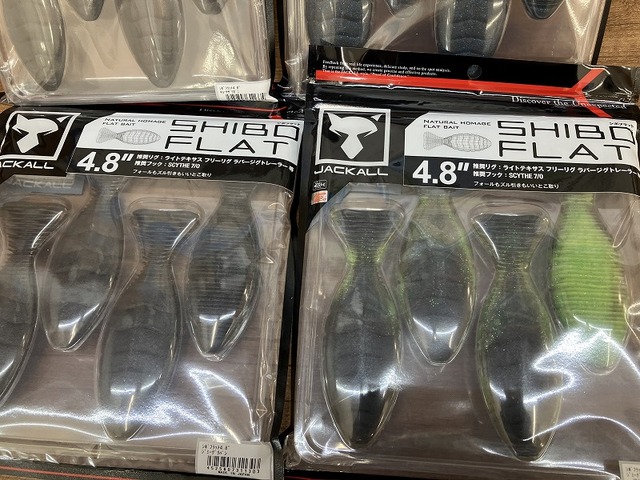 Discover the Unexpected
NATURAL HOMAGE
FLAT BAIT
SHIBO
FLAT
JACKALL
4.8"
推奨リグ：ライトテキサス フリーリグ ラバージグトレーラー 等
推奨フック：SCYTHE 7/0
フォールもズル引きもいいとこ取り
NATURAL HOMAGE
FLAT BAIT
SHIBO
FLAT
JACKALL
4.8"
推奨リグ：ライトテキサス フリーリグ ラバージグトレーラー
推奨フック：SCYTHE 7/0
フォールもズル引きもいいとこ取り
MADE IN JAPAN